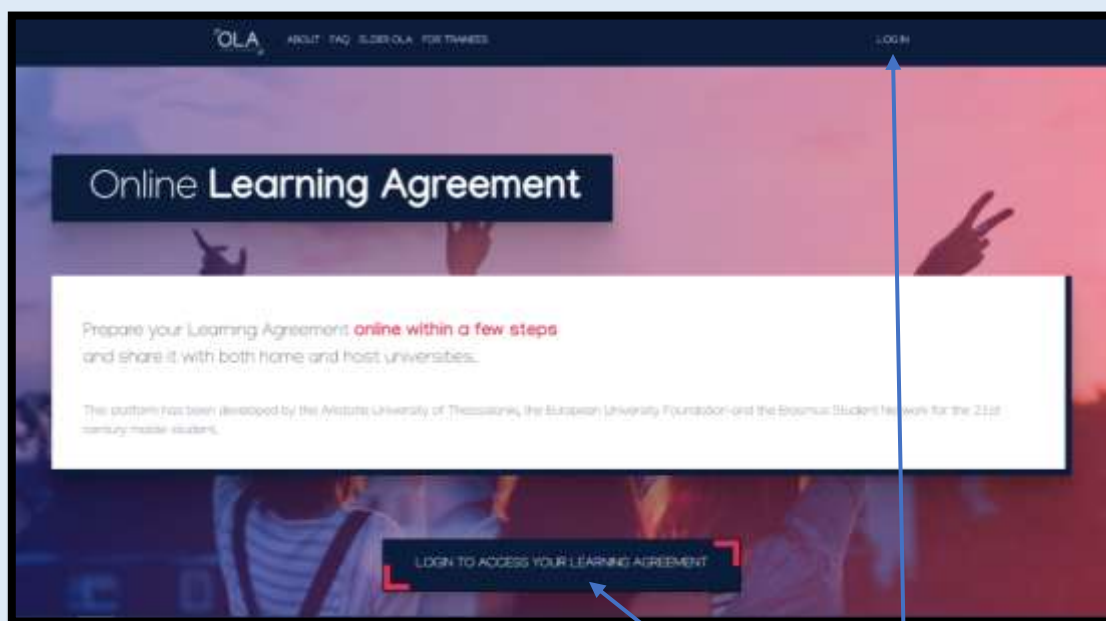 OLA
ABOUT FAQ SLIDER OLA FOR TRAINEES
LOG IN
Online Learning Agreement
Prepare your Learning Agreement online within a few steps
and share it with both home and host universities.
This platform has been developed by the Aristotle University of Thessaloniki, the European University Foundation and the Erasmus Student Network for the 21st
century mobile student.
LOGIN TO ACCESS YOUR LEARNING AGREEMENT